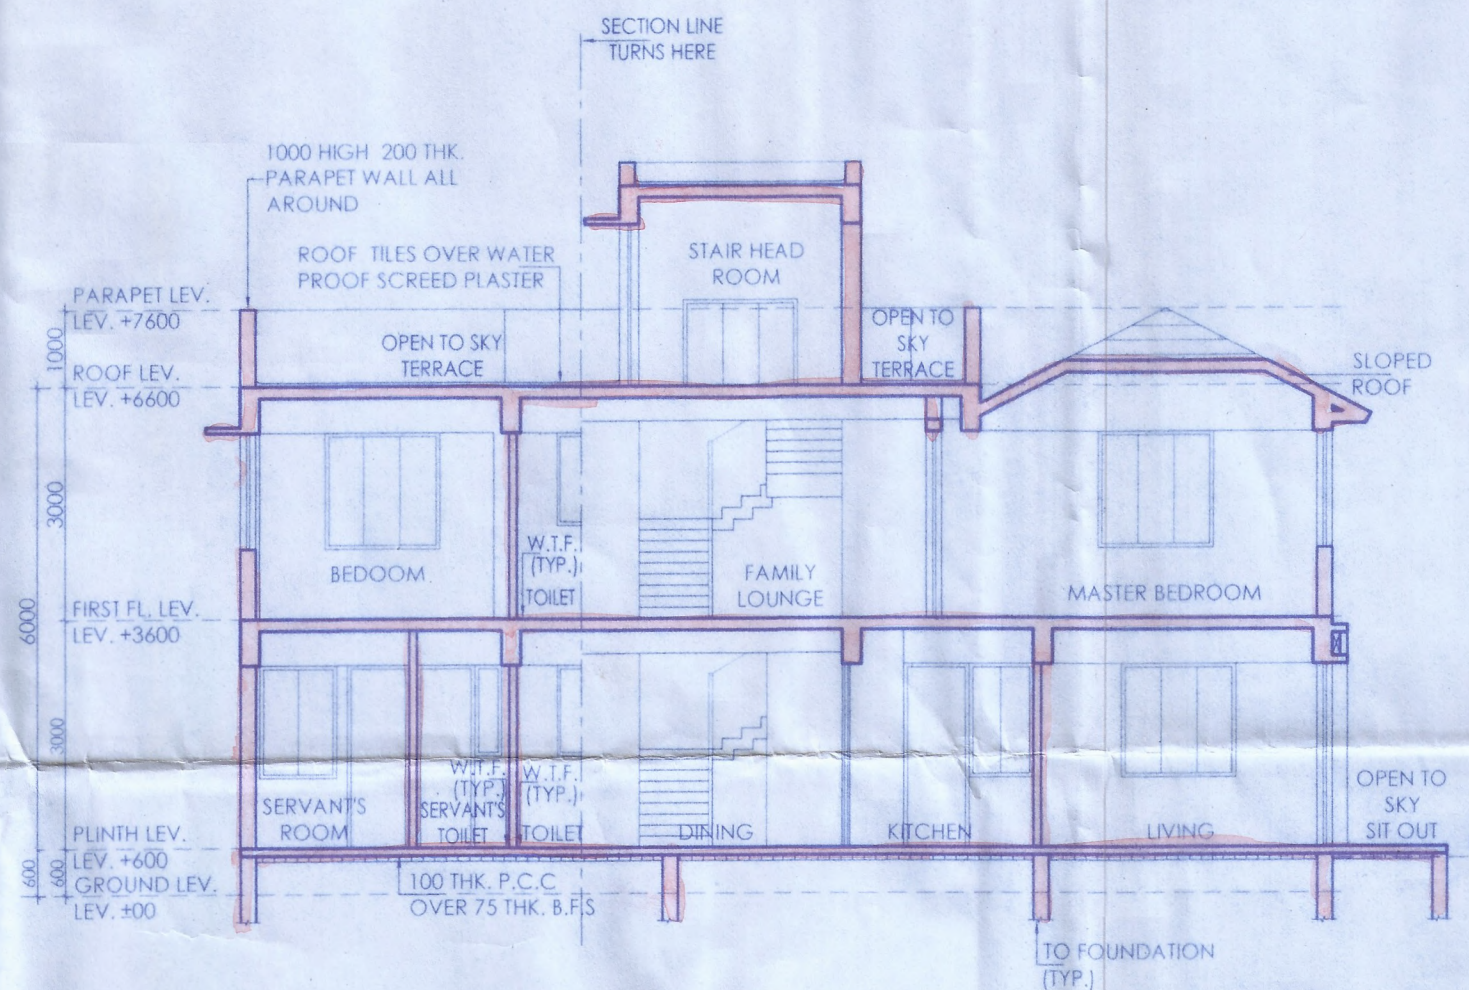 SECTION LINE
TURNS HERE
1000 HIGH 200 THK.
PARAPET WALL ALL
AROUND
ROOF TILES OVER WATER
PROOF SCREED PLASTER
STAIR HEAD
ROOM
PARAPET LEV.
LEV. +7600
1000
OPEN TO SKY
TERRACE
OPEN TO
SKY
TERRACE
ROOF LEV.
LEV. +6600
SLOPED
ROOF
3000
6000
BEDOOM.
W.T.F.
(TYP.)
TOILET
FAMILY
LOUNGE
MASTER BEDROOM
FIRST FL. LEV.
LEV. +3600
3000
SERVANT'S
ROOM
W.T.F.
(TYP.)
SERVANT'S
TOILET
W.T.F.
(TYP.)
TOILET
DINING
KITCHEN
LIVING
OPEN TO
SKY
SIT OUT
PLINTH LEV.
LEV. +600
600
600
GROUND LEV.
LEV. ±00
100 THK. P.C.C
OVER 75 THK. B.F.S
TO FOUNDATION
(TYP.)